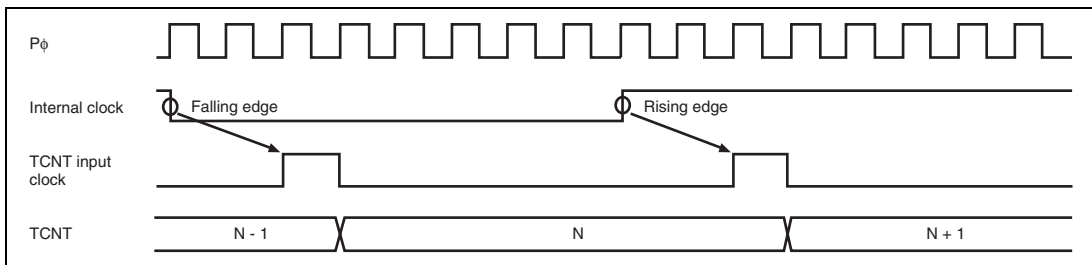 Pϕ
Internal clock
Falling edge
Rising edge
TCNT input
clock
TCNT
N - 1
N
N + 1